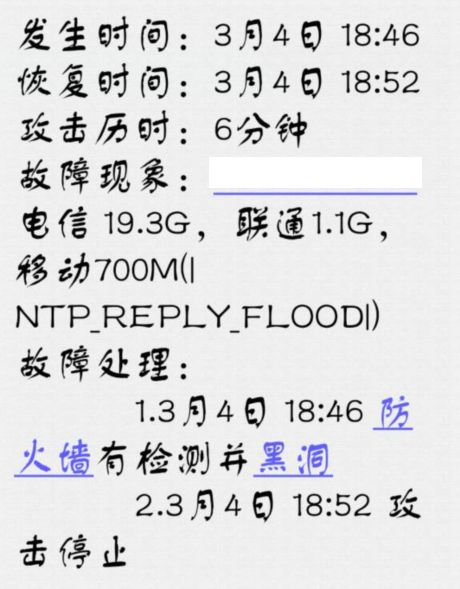 发生时间：3月4日 18:46
恢复时间：3月4日 18:52
攻击历时：6分钟
故障现象：
电信 19.3G， 联通1.1G，
移动700M(|
NTP_REPLY_FLOOD|)
故障处理：
1.3月4日 18:46 防
火墙有检测并黑洞
2.3月4日 18:52 攻
击停止